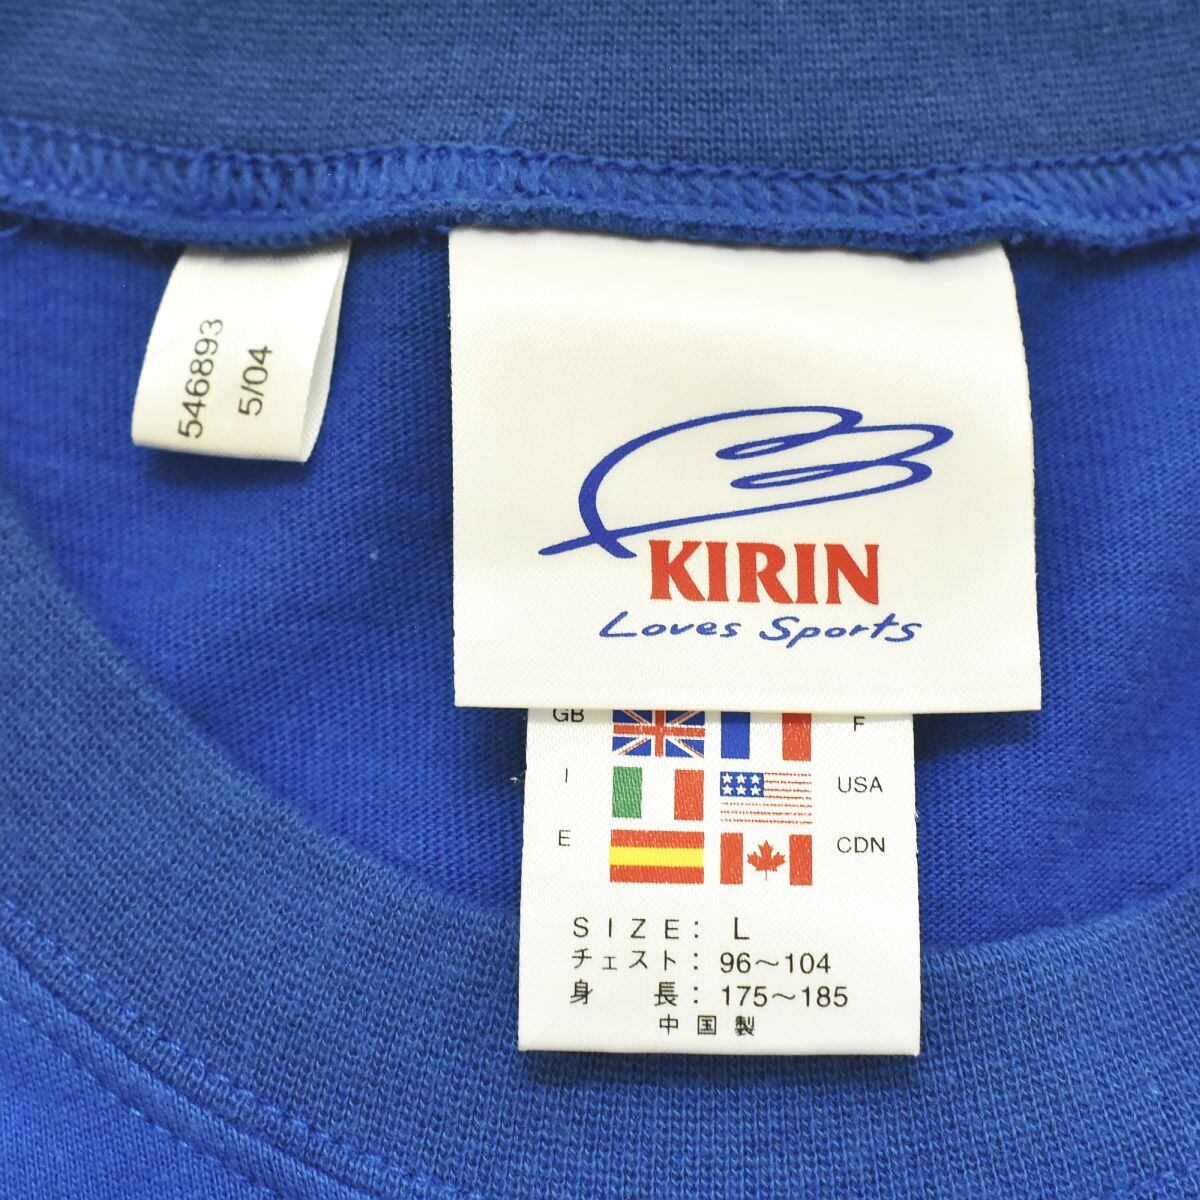 546893
5/04
KIRIN
Loves Sports
GB F
I USA
E CDN
SIZE: L
チェスト: 96～104
身 長: 175～185
中国製